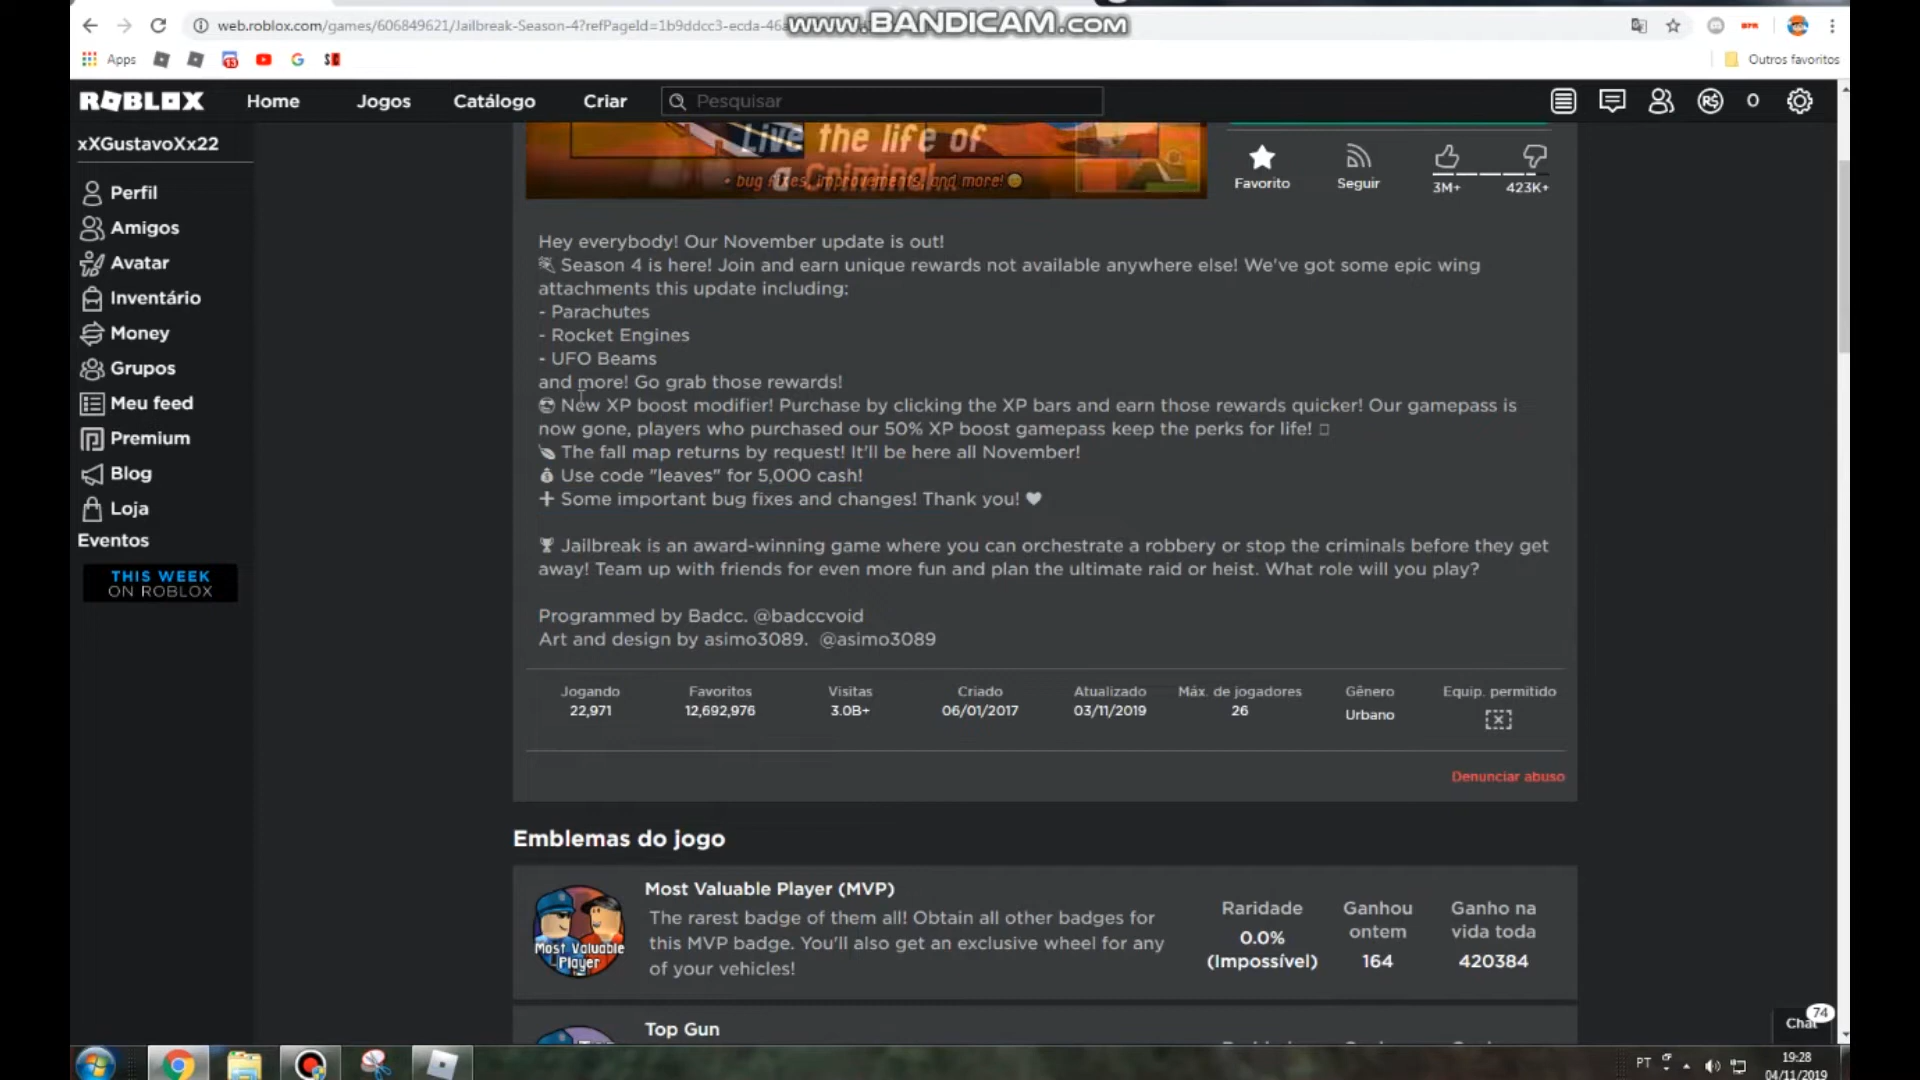 web.roblox.com/games/606849621/Jailbreak-Season-4?refPageId=1b9ddcc3-ecda-46
www.BANDICAM.com
Apps
13
Outros favoritos
ROBLOX
Home
Jogos
Catálogo
Criar
Pesquisar
R$
0
xXGustavoXx22
Perfil
Amigos
Avatar
Inventário
Money
Grupos
Meu feed
Premium
Blog
Loja
Eventos
THIS WEEK
ON ROBLOX
Live the life of
a Criminal
• bug fixes, improvements, and more!
Favorito
Seguir
3M+
423K+
Hey everybody! Our November update is out!
Season 4 is here! Join and earn unique rewards not available anywhere else! We've got some epic wing
attachments this update including:
- Parachutes
- Rocket Engines
- UFO Beams
and more! Go grab those rewards!
😎 New XP boost modifier! Purchase by clicking the XP bars and earn those rewards quicker! Our gamepass is
now gone, players who purchased our 50% XP boost gamepass keep the perks for life!
The fall map returns by request! It'll be here all November!
💰 Use code "leaves" for 5,000 cash!
➕ Some important bug fixes and changes! Thank you! ❤
🏆 Jailbreak is an award-winning game where you can orchestrate a robbery or stop the criminals before they get
away! Team up with friends for even more fun and plan the ultimate raid or heist. What role will you play?
Programmed by Badcc. @badccvoid
Art and design by asimo3089. @asimo3089
Jogando
22,971
Favoritos
12,692,976
Visitas
3.0B+
Criado
06/01/2017
Atualizado
03/11/2019
Máx. de jogadores
26
Gênero
Urbano
Equip. permitido
Denunciar abuso
Emblemas do jogo
Most Valuable Player
Most Valuable Player (MVP)
The rarest badge of them all! Obtain all other badges for
this MVP badge. You'll also get an exclusive wheel for any
of your vehicles!
Raridade
0.0%
(Impossível)
Ganhou
ontem
164
Ganho na
vida toda
420384
Top Gun
74
Chat
PT
19:28
04/11/2019